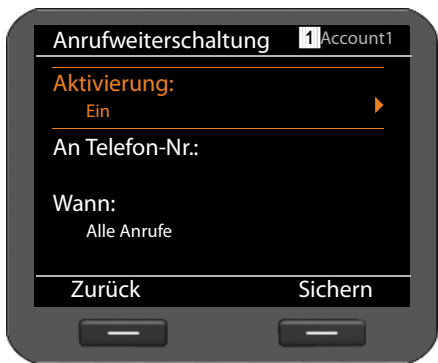 Anrufweiterschaltung 1 Account1
Aktivierung:
Ein
An Telefon-Nr.:
Wann:
Alle Anrufe
Zurück Sichern